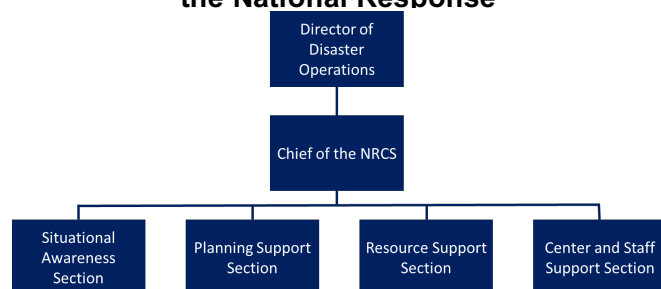 the National Response
Director of
Disaster
Operations
Chief of the NRCS
Situational
Awareness
Section
Planning Support
Section
Resource Support
Section
Center and Staff
Support Section